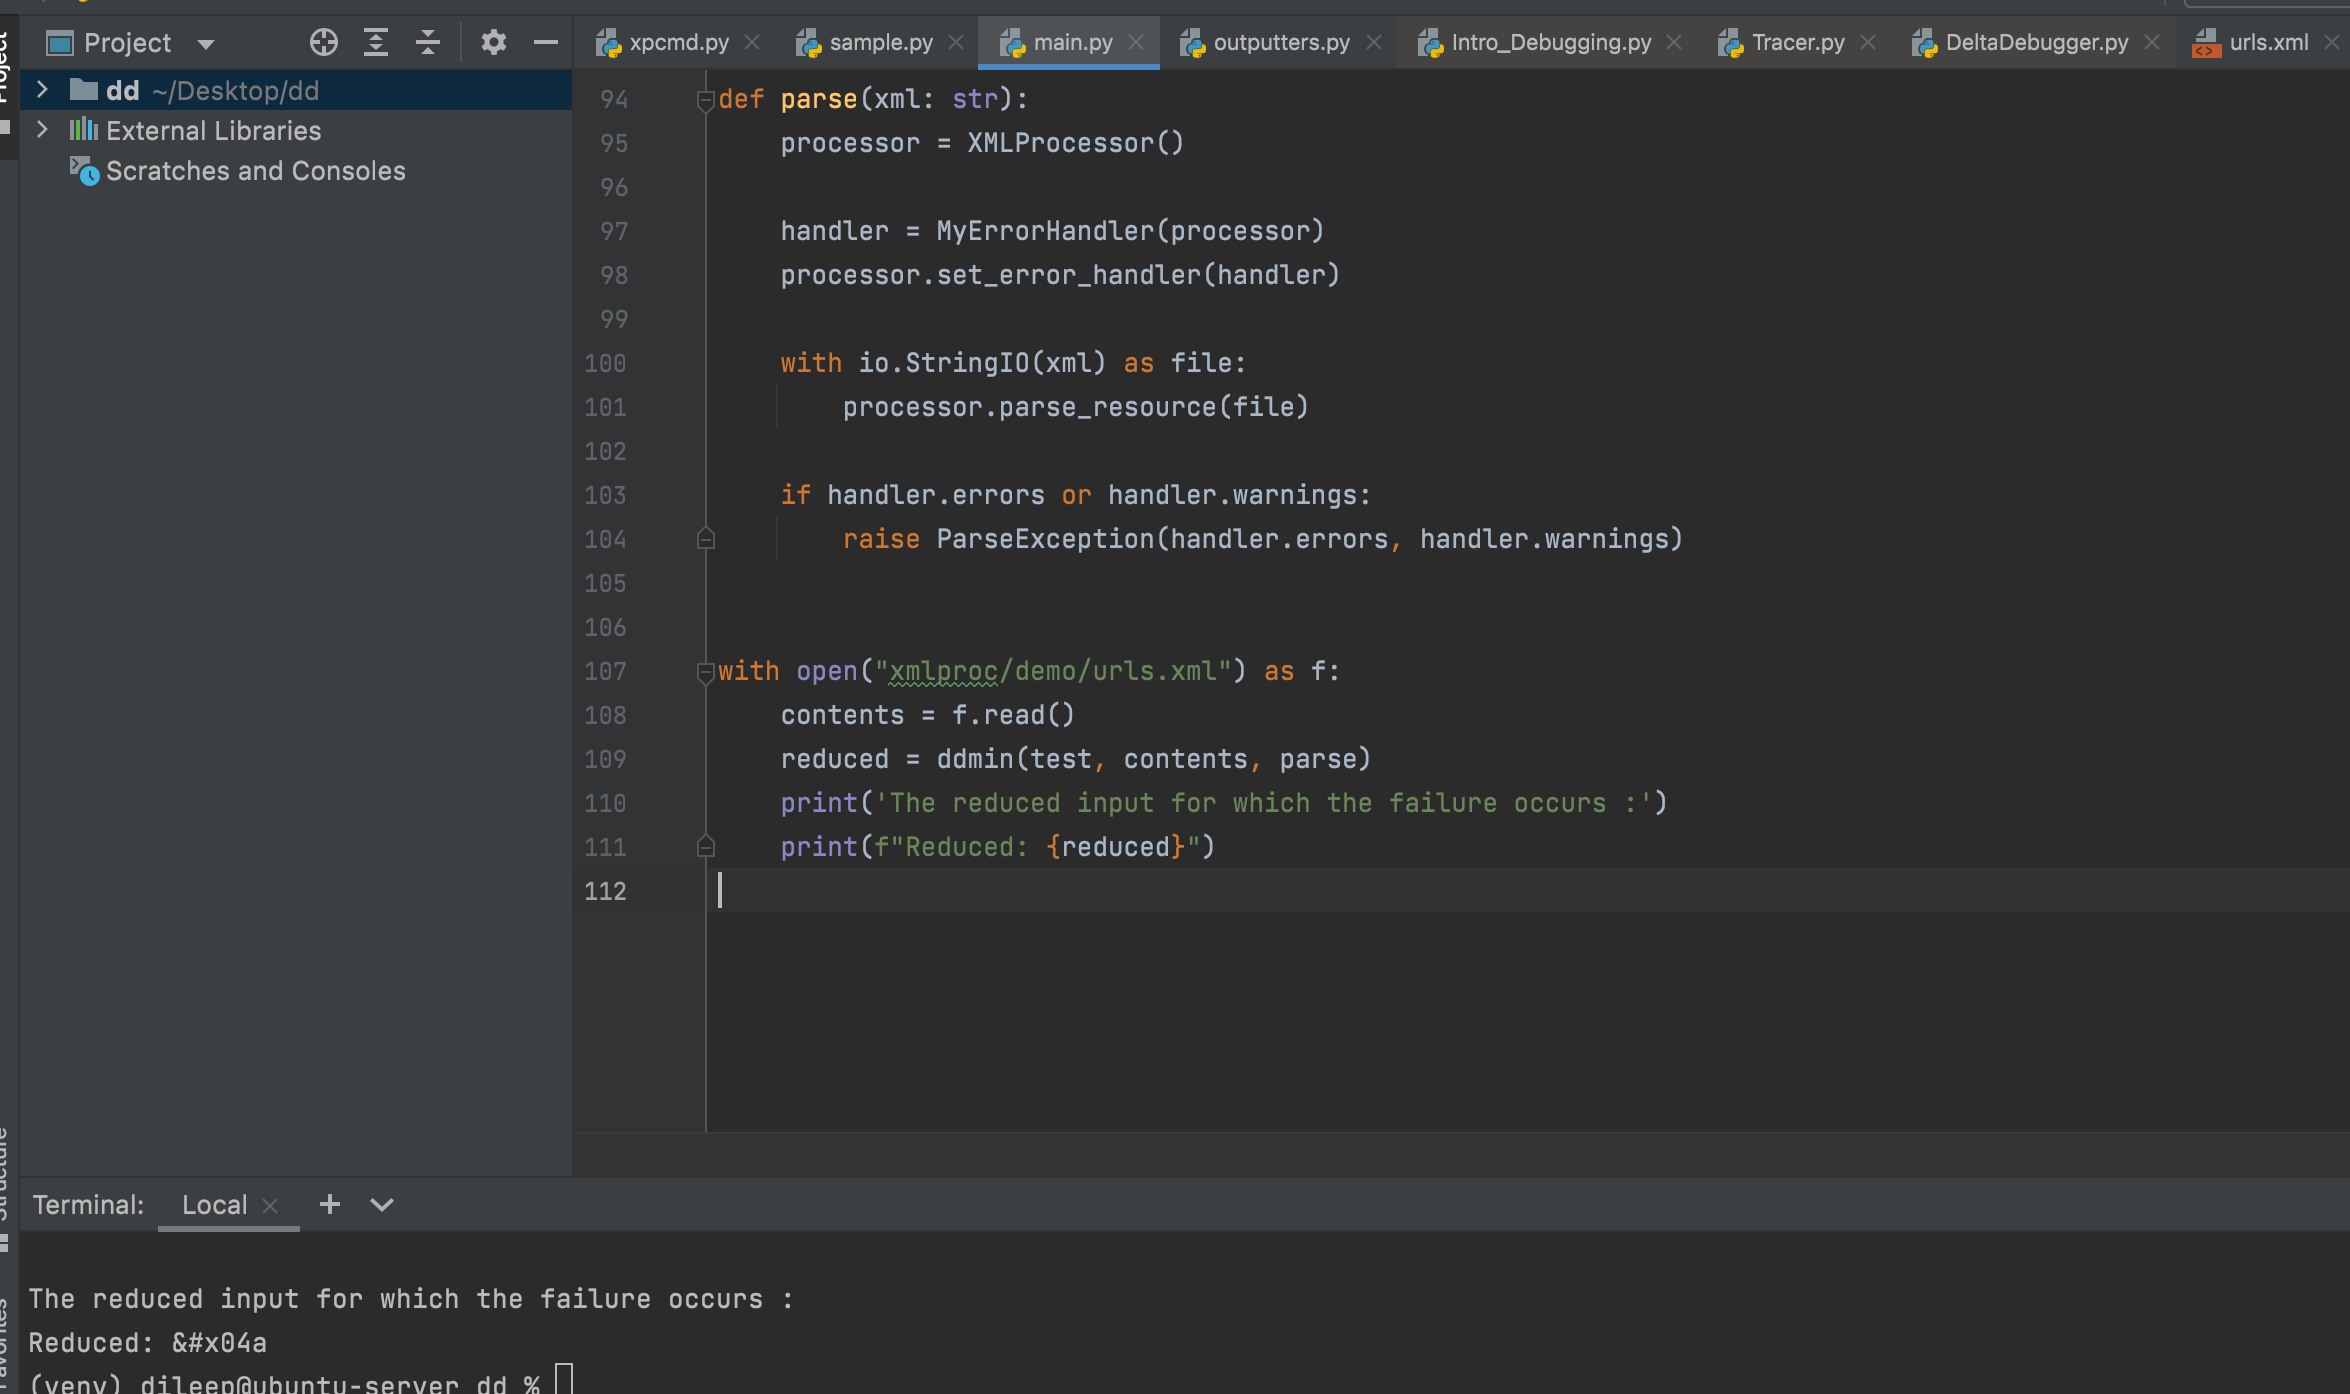 Project
xpcmd.py
sample.py
main.py
outputters.py
Intro_Debugging.py
Tracer.py
DeltaDebugger.py
urls.xml
Project
dd ~/Desktop/dd
External Libraries
Scratches and Consoles
94 def parse(xml: str):
95 processor = XMLProcessor()
96
97 handler = MyErrorHandler(processor)
98 processor.set_error_handler(handler)
99
100 with io.StringIO(xml) as file:
101 processor.parse_resource(file)
102
103 if handler.errors or handler.warnings:
104 raise ParseException(handler.errors, handler.warnings)
105
106
107 with open("xmlproc/demo/urls.xml") as f:
108 contents = f.read()
109 reduced = ddmin(test, contents, parse)
110 print('The reduced input for which the failure occurs :')
111 print(f"Reduced: {reduced}")
112
Structure
Favorites
Terminal: Local
The reduced input for which the failure occurs :
Reduced: &#x04a
(venv) dileep@ubuntu-server dd %